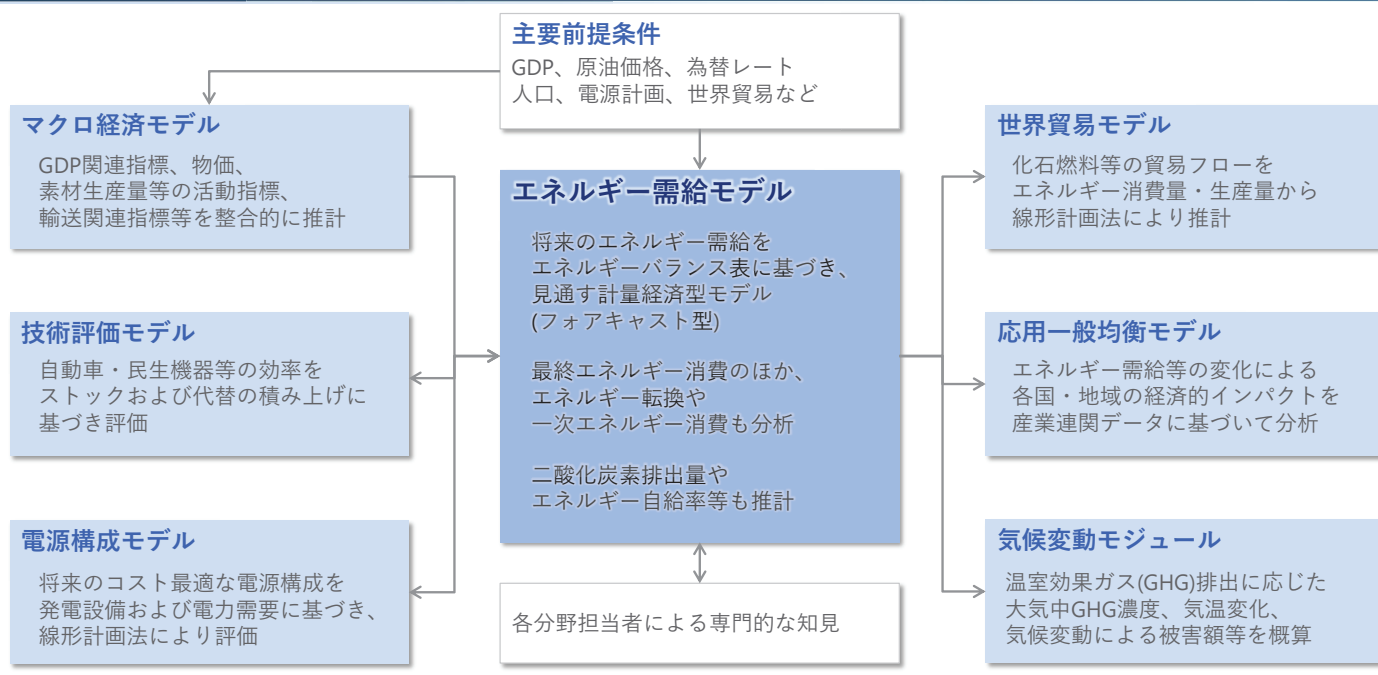 主要前提条件
GDP、原油価格、為替レート
人口、電源計画、世界貿易など
マクロ経済モデル
GDP関連指標、物価、
素材生産量等の活動指標、
輸送関連指標等を整合的に推計
技術評価モデル
自動車・民生機器等の効率を
ストックおよび代替の積み上げに
基づき評価
電源構成モデル
将来のコスト最適な電源構成を
発電設備および電力需要に基づき、
線形計画法により評価
エネルギー需給モデル
将来のエネルギー需給を
エネルギーバランス表に基づき、
見通す計量経済型モデル
(フォアキャスト型)
最終エネルギー消費のほか、
エネルギー転換や
一次エネルギー消費も分析
二酸化炭素排出量や
エネルギー自給率等も推計
各分野担当者による専門的な知見
世界貿易モデル
化石燃料等の貿易フローを
エネルギー消費量・生産量から
線形計画法により推計
応用一般均衡モデル
エネルギー需給等の変化による
各国・地域の経済的インパクトを
産業連関データに基づいて分析
気候変動モジュール
温室効果ガス(GHG)排出に応じた
大気中GHG濃度、気温変化、
気候変動による被害額等を概算